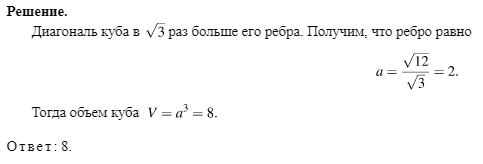 Решение.
Диагональ куба в √3 раз больше его ребра. Получим, что ребро равно
a = √12 / √3 = 2.
Тогда объем куба V = a³ = 8.
Ответ: 8.